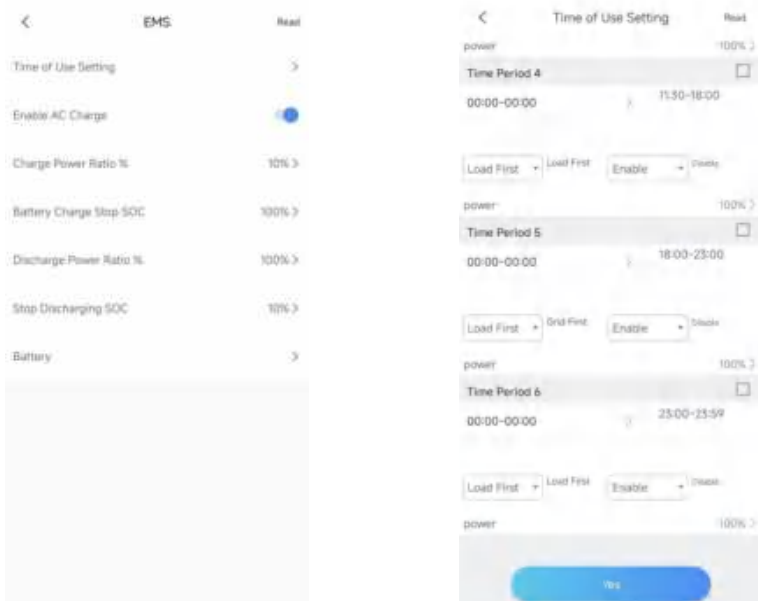 EMS
Read
Time of Use Setting
Enable AC Charge
Charge Power Ratio % 10%
Battery Charge Stop SOC 100%
Discharge Power Ratio % 100%
Stop Discharging SOC 10%
Battery
Time of Use Setting
Read
power 100%
Time Period 4
00:00-00:00 11:30-18:00
Load First Load First Enable Disable
power 100%
Time Period 5
00:00-00:00 18:00-23:00
Load First Grid First Enable Disable
power 100%
Time Period 6
00:00-00:00 23:00-23:59
Load First Load First Enable Disable
power 100%
Yes